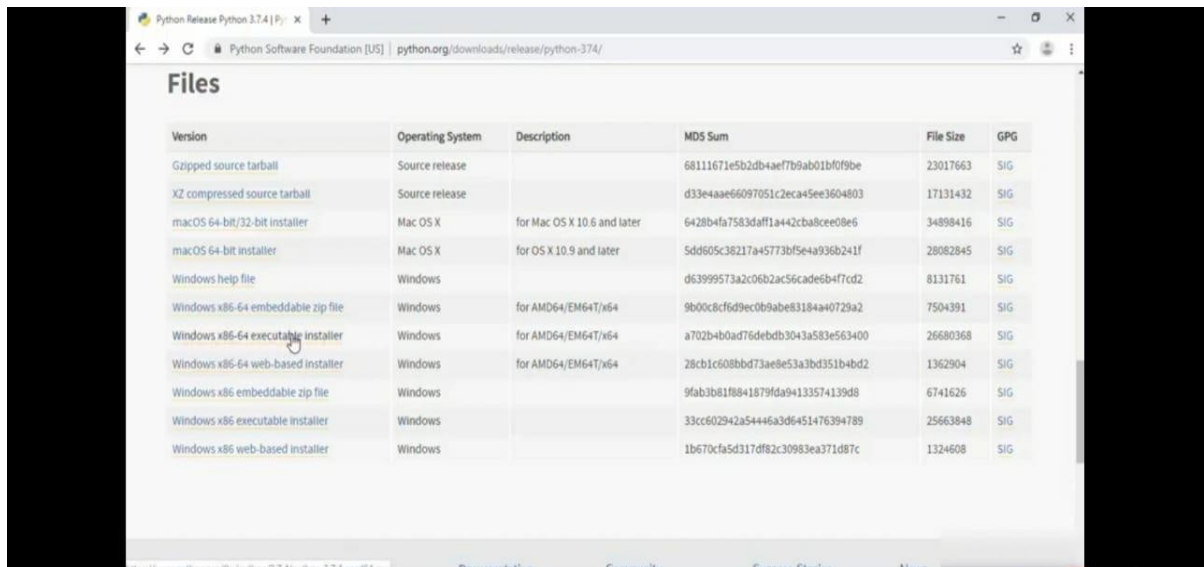 Python Release Python 3.7.4 | Py
Python Software Foundation [US] | python.org/downloads/release/python-374/
Files
Version Operating System Description MD5 Sum File Size GPG
Gzipped source tarball Source release 68111671e5b2db4aef7b9ab01bf0f9be 23017663 SIG
XZ compressed source tarball Source release d33e4aae66097051c2eca45ee3604803 17131432 SIG
macOS 64-bit/32-bit installer Mac OS X for Mac OS X 10.6 and later 6428b4fa7583daff1a442cba8cee08e6 34898416 SIG
macOS 64-bit installer Mac OS X for OS X 10.9 and later 5dd605c38217a45773bf5e4a936b241f 28082845 SIG
Windows help file Windows d63999573a2c06b2ac56cade6b4f7cd2 8131761 SIG
Windows x86-64 embeddable zip file Windows for AMD64/EM64T/x64 9b00c8cf6d9ec0b9abe83184a40729a2 7504391 SIG
Windows x86-64 executable installer Windows for AMD64/EM64T/x64 a702b4b0ad76debdb3043a583e563400 26680368 SIG
Windows x86-64 web-based installer Windows for AMD64/EM64T/x64 28cb1c608bbd73ae8e53a3bd351b4bd2 1362904 SIG
Windows x86 embeddable zip file Windows 9fab3b81f8841879fda94133574139d8 6741626 SIG
Windows x86 executable installer Windows 33cc602942a54446a3d6451476394789 25663848 SIG
Windows x86 web-based installer Windows 1b670cfa5d317df82c30983ea371d87c 1324608 SIG